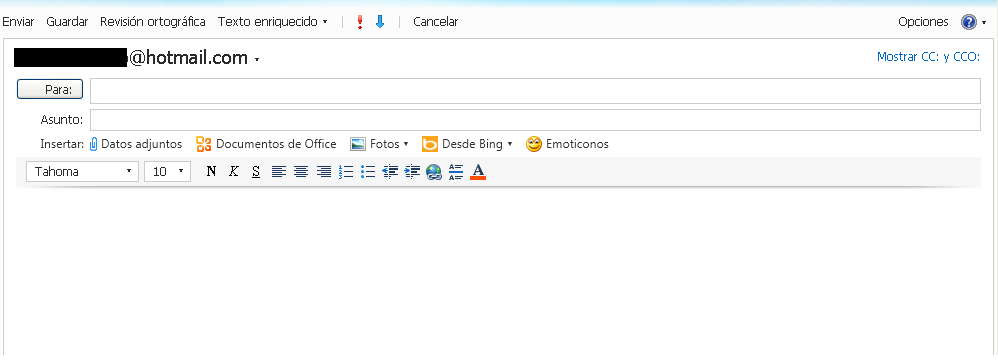 Enviar Guardar Revisión ortográfica Texto enriquecido Cancelar Opciones
@hotmail.com Mostrar CC: y CCO:
Para:
Asunto:
Insertar: Datos adjuntos Documentos de Office Fotos Desde Bing Emoticonos
Tahoma 10 N K S A